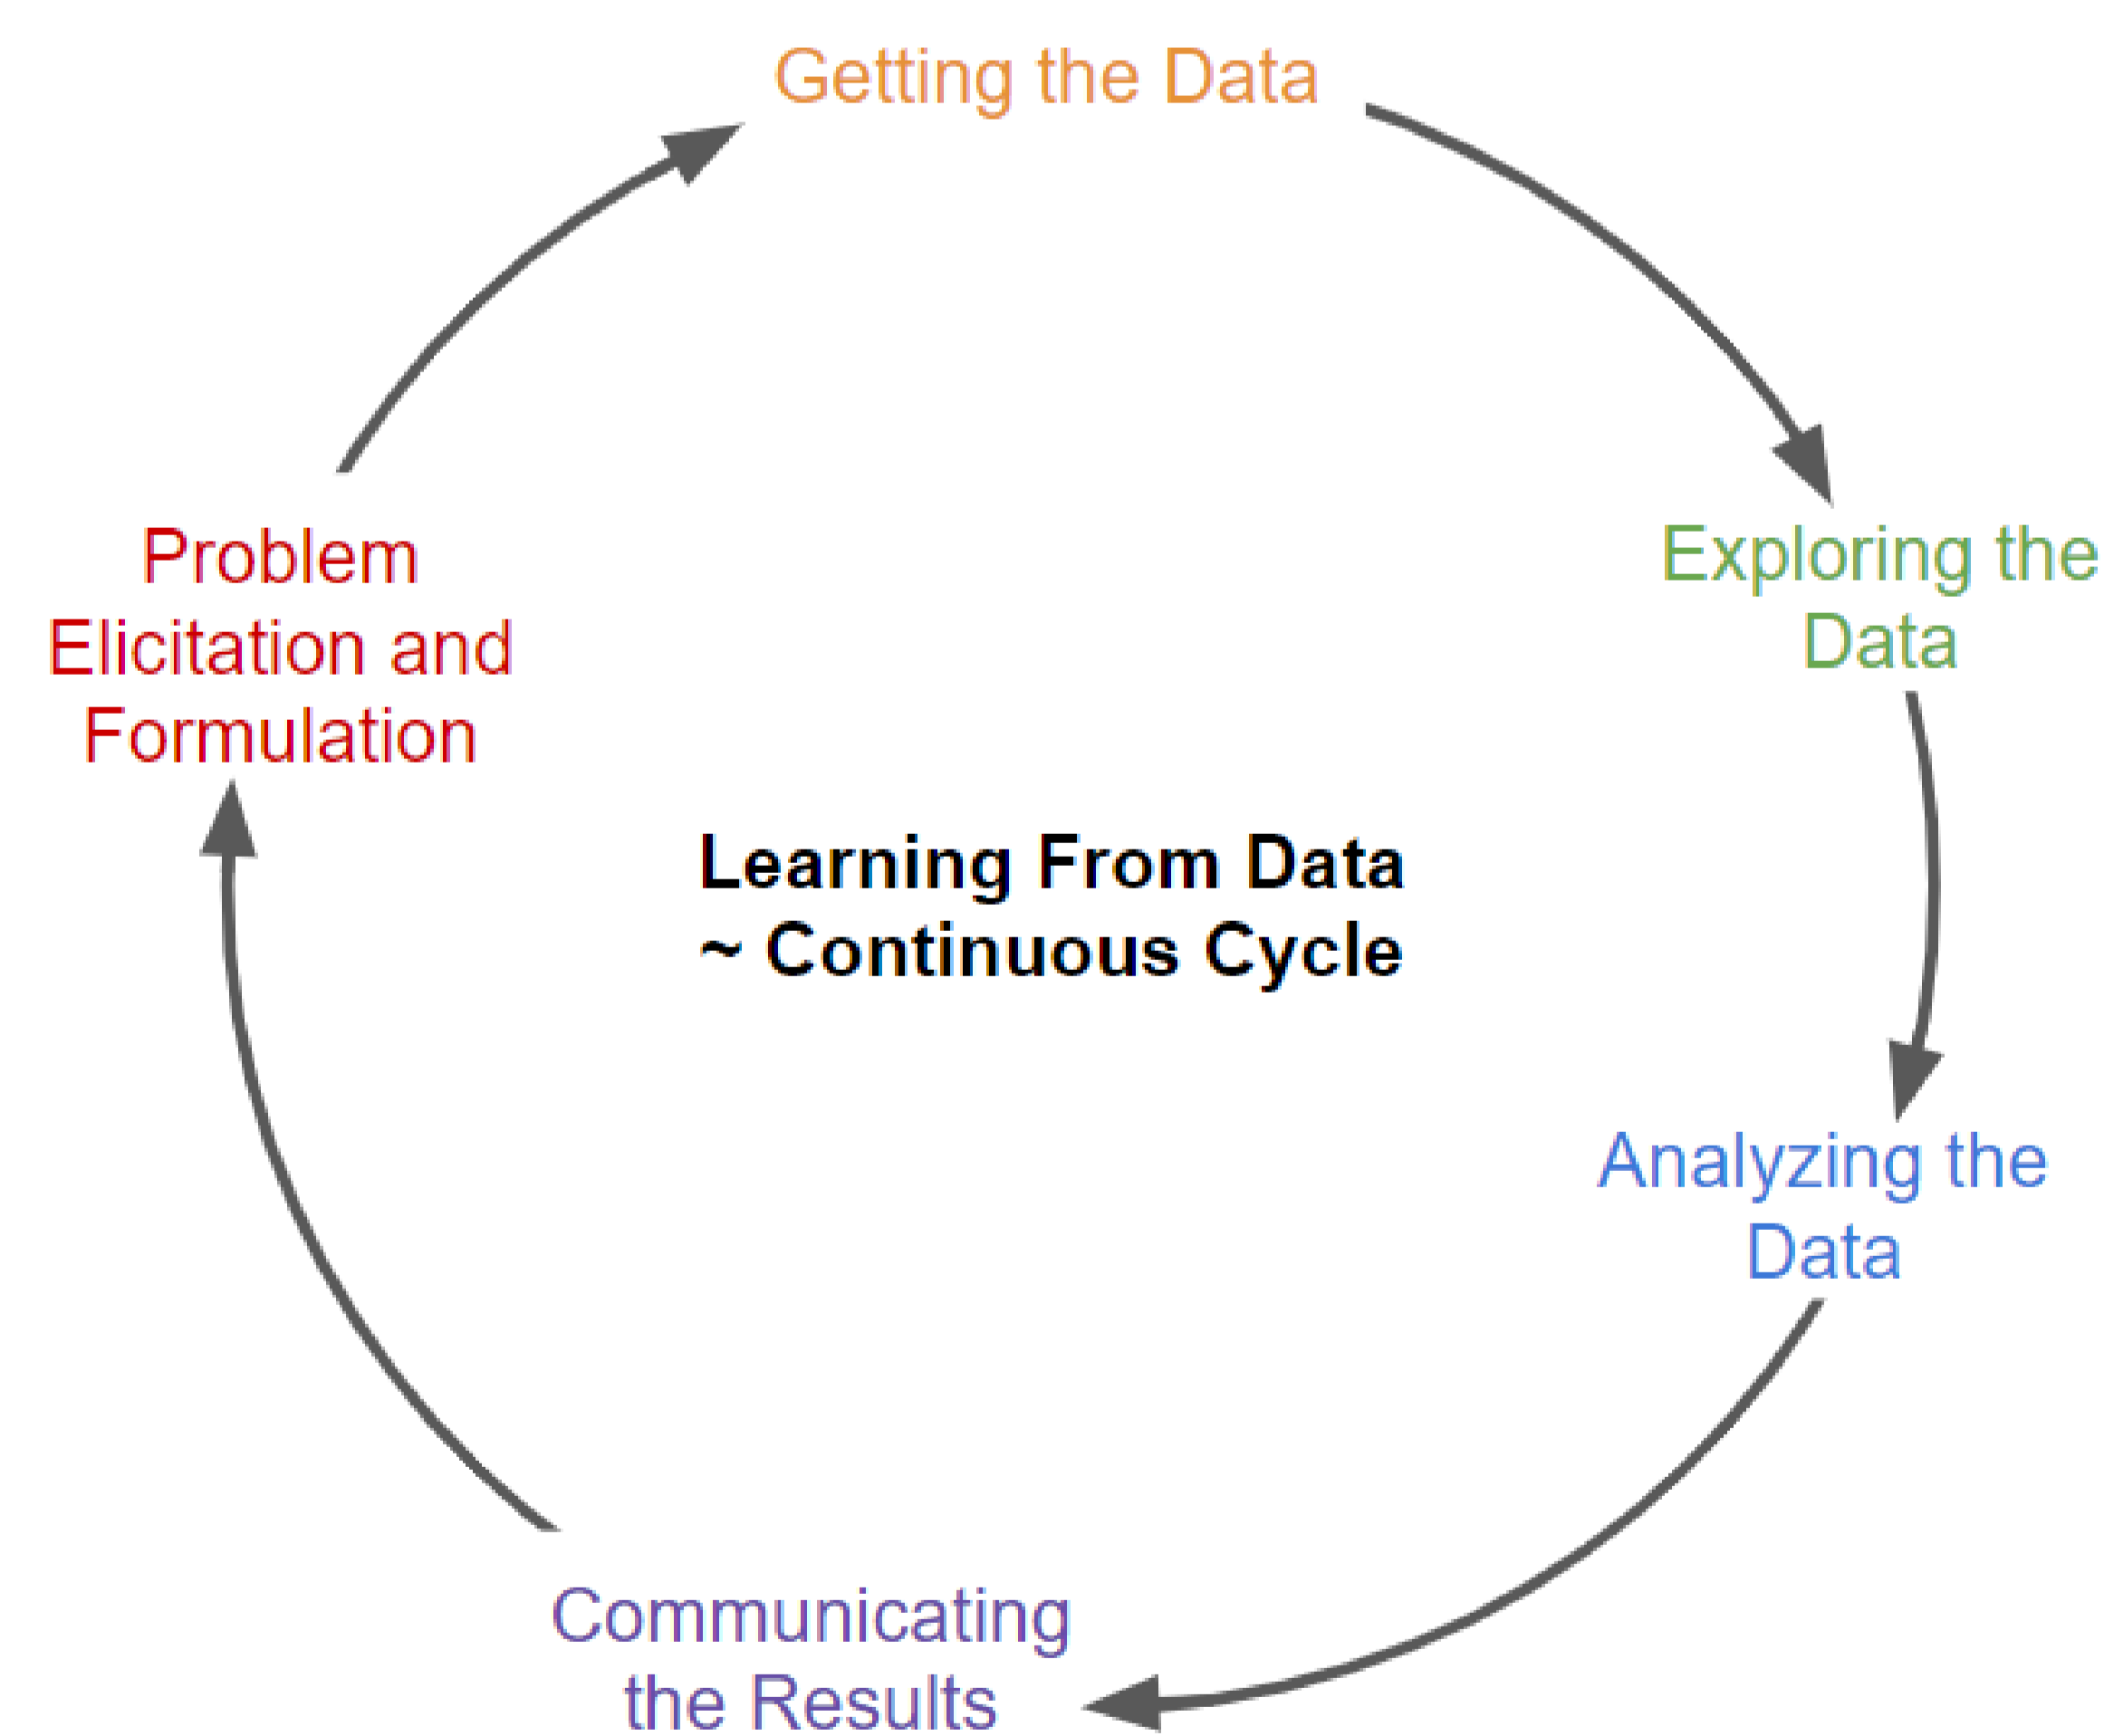 Getting the Data
Problem
Elicitation and
Formulation
Exploring the
Data
Learning From Data
~ Continuous Cycle
Analyzing the
Data
Communicating
the Results